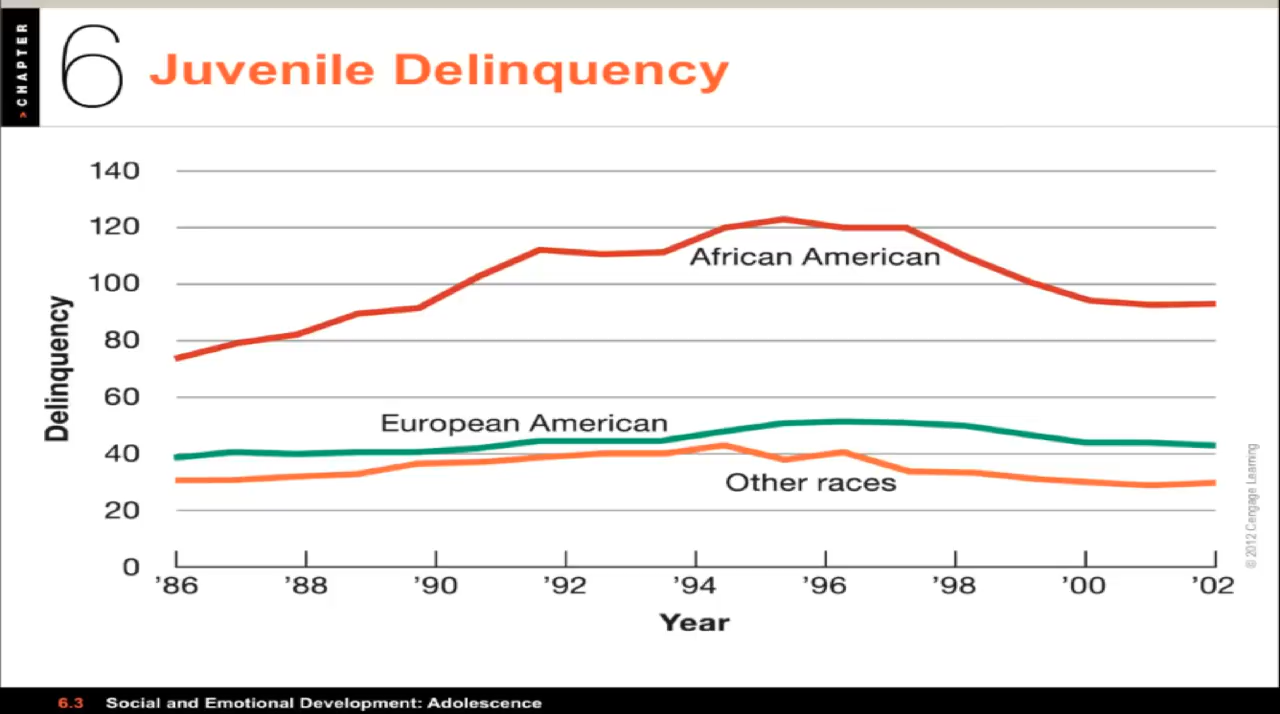 > CHAPTER
6
Juvenile Delinquency
140
120
100
80
60
40
20
0
Delinquency
African American
European American
Other races
’86
’88
’90
’92
’94
’96
’98
’00
’02
Year
© 2012 Cengage Learning
6.3 Social and Emotional Development: Adolescence